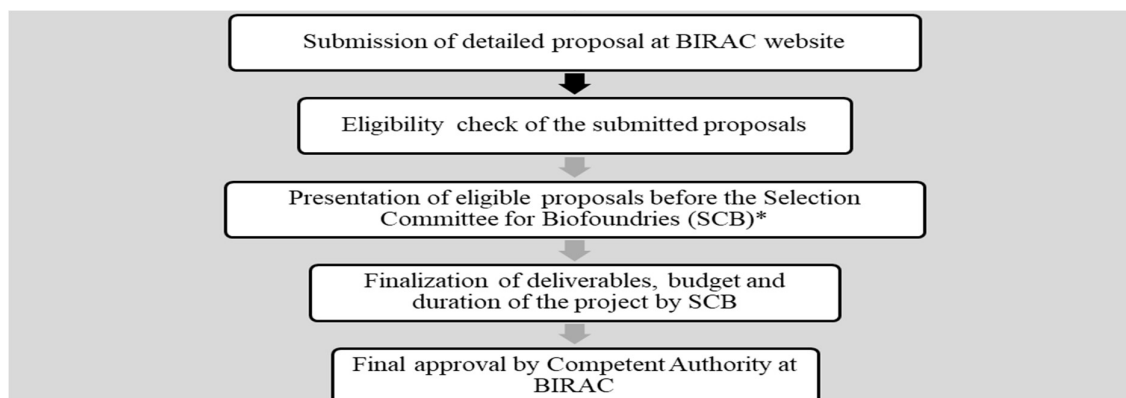 Submission of detailed proposal at BIRAC website
Eligibility check of the submitted proposals
Presentation of eligible proposals before the Selection
Committee for Biofoundries (SCB)*
Finalization of deliverables, budget and
duration of the project by SCB
Final approval by Competent Authority at
BIRAC